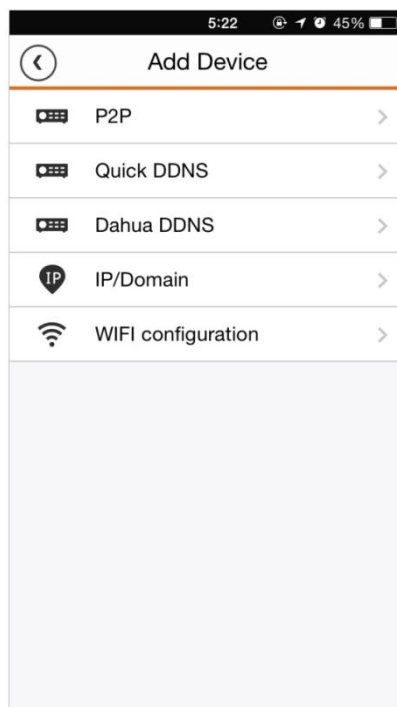 5:22 45%
Add Device
P2P
Quick DDNS
Dahua DDNS
IP IP/Domain
WIFI configuration